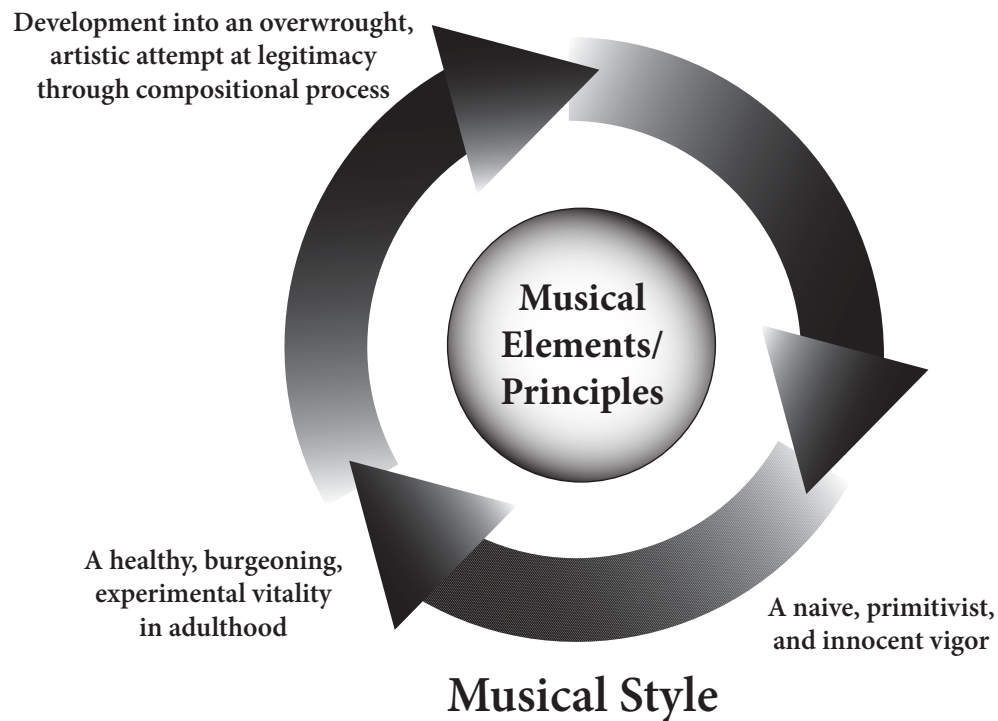 Development into an overwrought,
artistic attempt at legitimacy
through compositional process
Musical
Elements/
Principles
A healthy, burgeoning,
experimental vitality
in adulthood
A naive, primitivist,
and innocent vigor
Musical Style